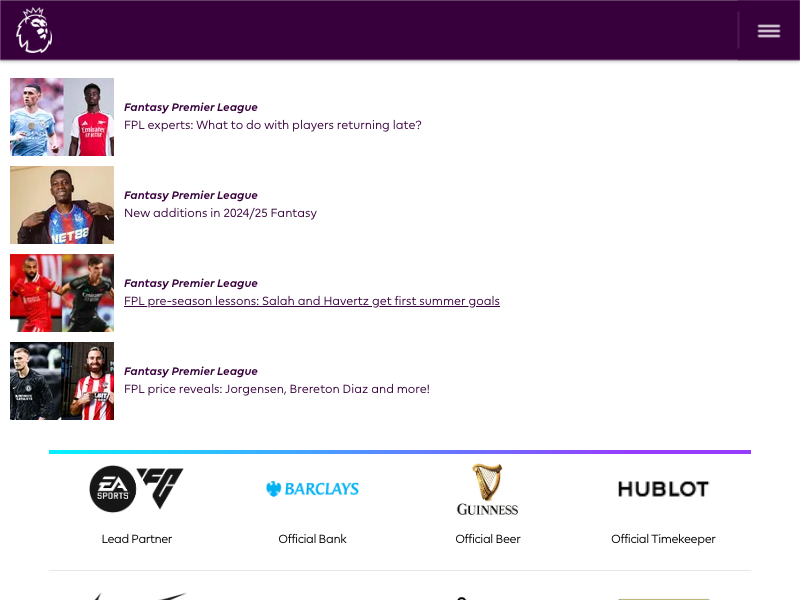 Fantasy Premier League
FPL experts: What to do with players returning late?
Fantasy Premier League
New additions in 2024/25 Fantasy
NET88
Fantasy Premier League
FPL pre-season lessons: Salah and Havertz get first summer goals
Fantasy Premier League
FPL price reveals: Jorgensen, Brereton Diaz and more!
EA
SPORTS
FC
BARCLAYS
GUINNESS
HUBLOT
Lead Partner
Official Bank
Official Beer
Official Timekeeper